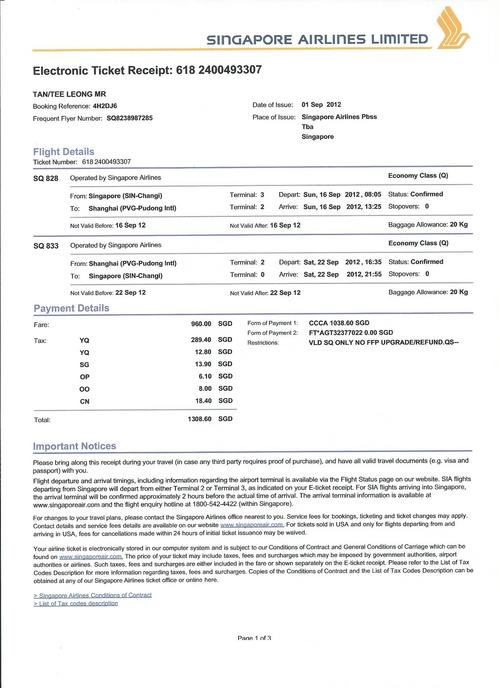 SINGAPORE AIRLINES LIMITED
Electronic Ticket Receipt: 618 2400493307
TAN/TEE LEONG MR
Booking Reference: 4H2DJ6
Frequent Flyer Number: SQ8238987285
Date of Issue: 01 Sep 2012
Place of Issue: Singapore Airlines Pbss
Tba
Singapore
Flight Details
Ticket Number: 618 2400493307
SQ 828 Operated by Singapore Airlines Economy Class (Q)
From: Singapore (SIN-Changi) Terminal: 3 Depart: Sun, 16 Sep 2012, 08:05 Status: Confirmed
To: Shanghai (PVG-Pudong Intl) Terminal: 2 Arrive: Sun, 16 Sep 2012, 13:25 Stopovers: 0
Not Valid Before: 16 Sep 12 Not Valid After: 16 Sep 12 Baggage Allowance: 20 Kg
SQ 833 Operated by Singapore Airlines Economy Class (Q)
From: Shanghai (PVG-Pudong Intl) Terminal: 2 Depart: Sat, 22 Sep 2012, 16:35 Status: Confirmed
To: Singapore (SIN-Changi) Terminal: 0 Arrive: Sat, 22 Sep 2012, 21:55 Stopovers: 0
Not Valid Before: 22 Sep 12 Not Valid After: 22 Sep 12 Baggage Allowance: 20 Kg
Payment Details
Fare: 960.00 SGD
Tax: YQ 289.40 SGD
YQ 12.80 SGD
SG 13.90 SGD
OP 6.10 SGD
OO 8.00 SGD
CN 18.40 SGD
Total: 1308.60 SGD
Form of Payment 1: CCCA 1038.60 SGD
Form of Payment 2: FT*AGT32377022 0.00 SGD
Restrictions: VLD SQ ONLY NO FFP UPGRADE/REFUND.QS--
Important Notices
Please bring along this receipt during your travel (in case any third party requires proof of purchase), and have all valid travel documents (e.g. visa and
passport) with you.
Flight departure and arrival timings, including information regarding the airport terminal is available via the Flight Status page on our website. SIA flights
departing from Singapore will depart from either Terminal 2 or Terminal 3, as indicated on your E-ticket receipt. For SIA flights arriving into Singapore,
the arrival terminal will be confirmed approximately 2 hours before the actual time of arrival. The arrival terminal information is available at
www.singaporeair.com and the flight enquiry hotline at 1800-542-4422 (within Singapore).
For changes to your travel plans, please contact the Singapore Airlines office nearest to you. Service fees for bookings, ticketing and ticket changes may apply.
Contact details and service fees details are available on our website www.singaporeair.com. For tickets sold in USA and only for flights departing from and
arriving in USA, fees for cancellations made within 24 hours of initial ticket issuance may be waived.
Your airline ticket is electronically stored in our computer system and is subject to our Conditions of Contract and General Conditions of Carriage which can be
found on www.singaporeair.com. The price of your ticket may include taxes, fees and surcharges which may be imposed by government authorities, airport
authorities or airlines. Such taxes, fees and surcharges are either included in the fare or shown separately on the E-ticket receipt. Please refer to the List of Tax
Codes Description for more information regarding taxes, fees and surcharges. Copies of the Conditions of Contract and the List of Tax Codes Description can be
obtained at any of our Singapore Airlines ticket office or online here.
> Singapore Airlines Conditions of Contract
> List of Tax codes description
Page 1 of 3